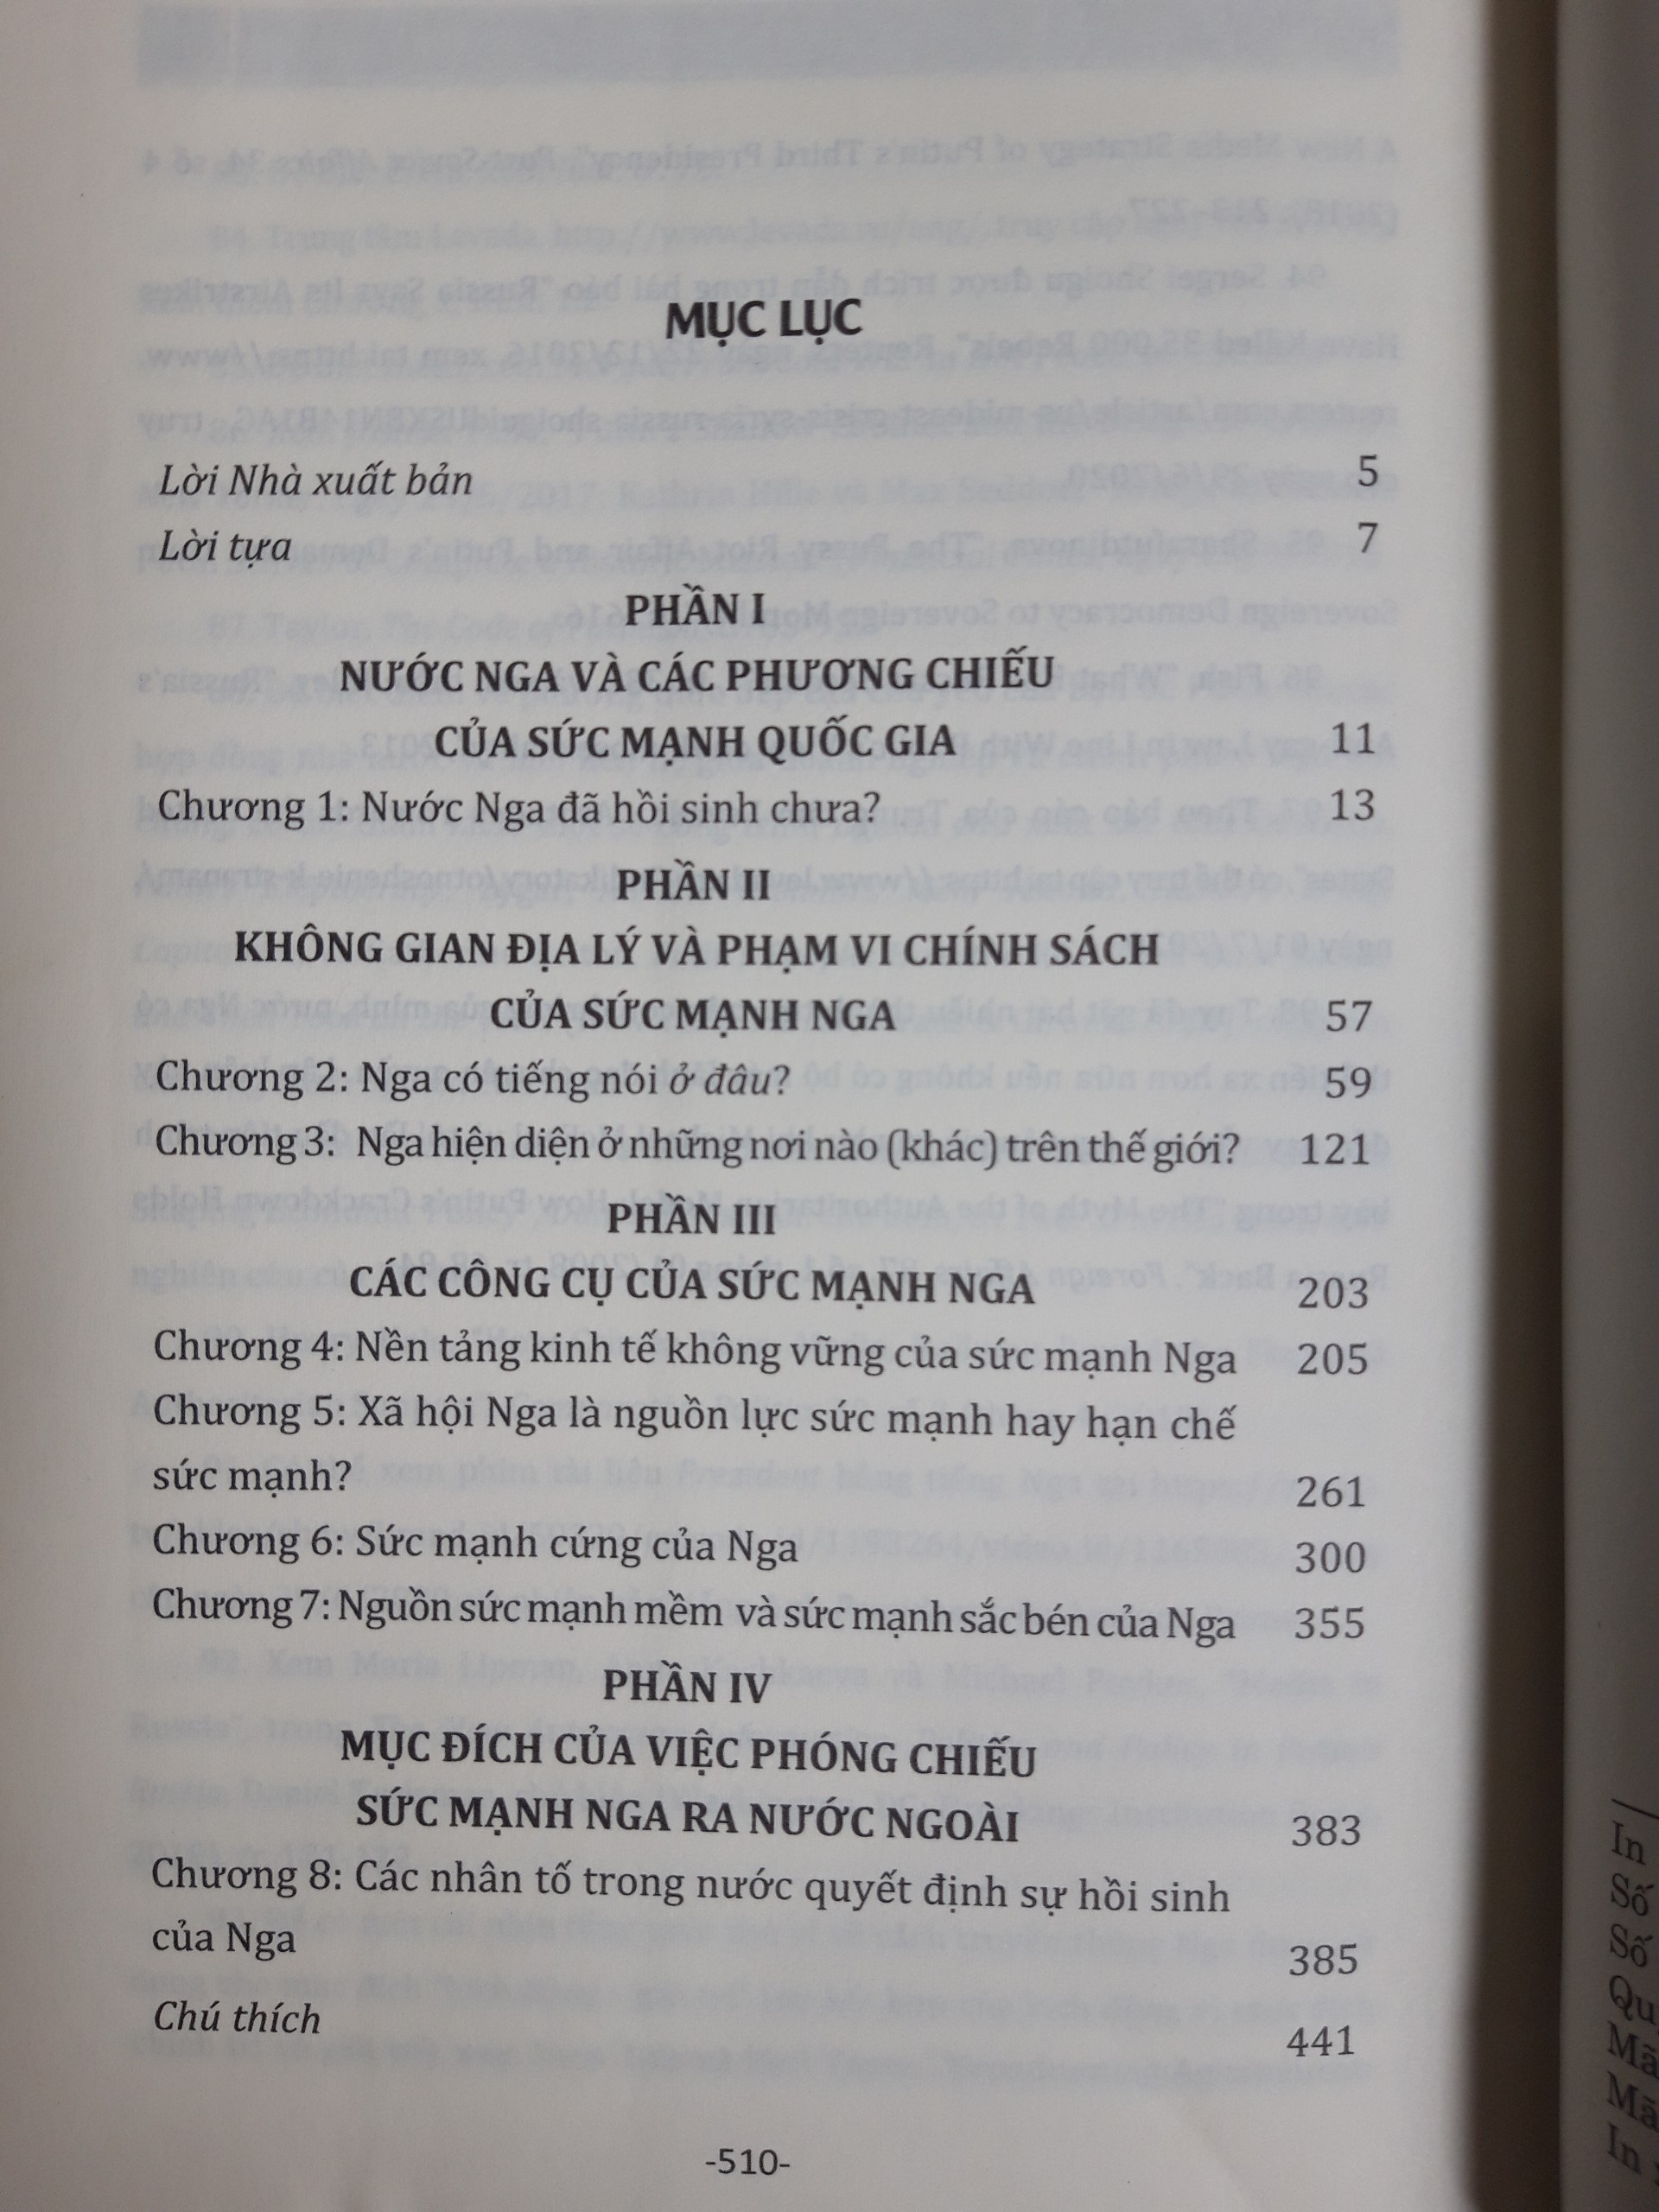 MỤC LỤC
Lời Nhà xuất bản 5
Lời tựa 7
PHẦN I
NƯỚC NGA VÀ CÁC PHƯƠNG CHIẾU
CỦA SỨC MẠNH QUỐC GIA 11
Chương 1: Nước Nga đã hồi sinh chưa? 13
PHẦN II
KHÔNG GIAN ĐỊA LÝ VÀ PHẠM VI CHÍNH SÁCH
CỦA SỨC MẠNH NGA 57
Chương 2: Nga có tiếng nói ở đâu? 59
Chương 3: Nga hiện diện ở những nơi nào (khác) trên thế giới? 121
PHẦN III
CÁC CÔNG CỤ CỦA SỨC MẠNH NGA 203
Chương 4: Nền tảng kinh tế không vững của sức mạnh Nga 205
Chương 5: Xã hội Nga là nguồn lực sức mạnh hay hạn chế
sức mạnh? 261
Chương 6: Sức mạnh cứng của Nga 300
Chương 7: Nguồn sức mạnh mềm và sức mạnh sắc bén của Nga 355
PHẦN IV
MỤC ĐÍCH CỦA VIỆC PHÓNG CHIẾU
SỨC MẠNH NGA RA NƯỚC NGOÀI 383
Chương 8: Các nhân tố trong nước quyết định sự hồi sinh
của Nga 385
Chú thích 441
-510-
In
Số
Số
In